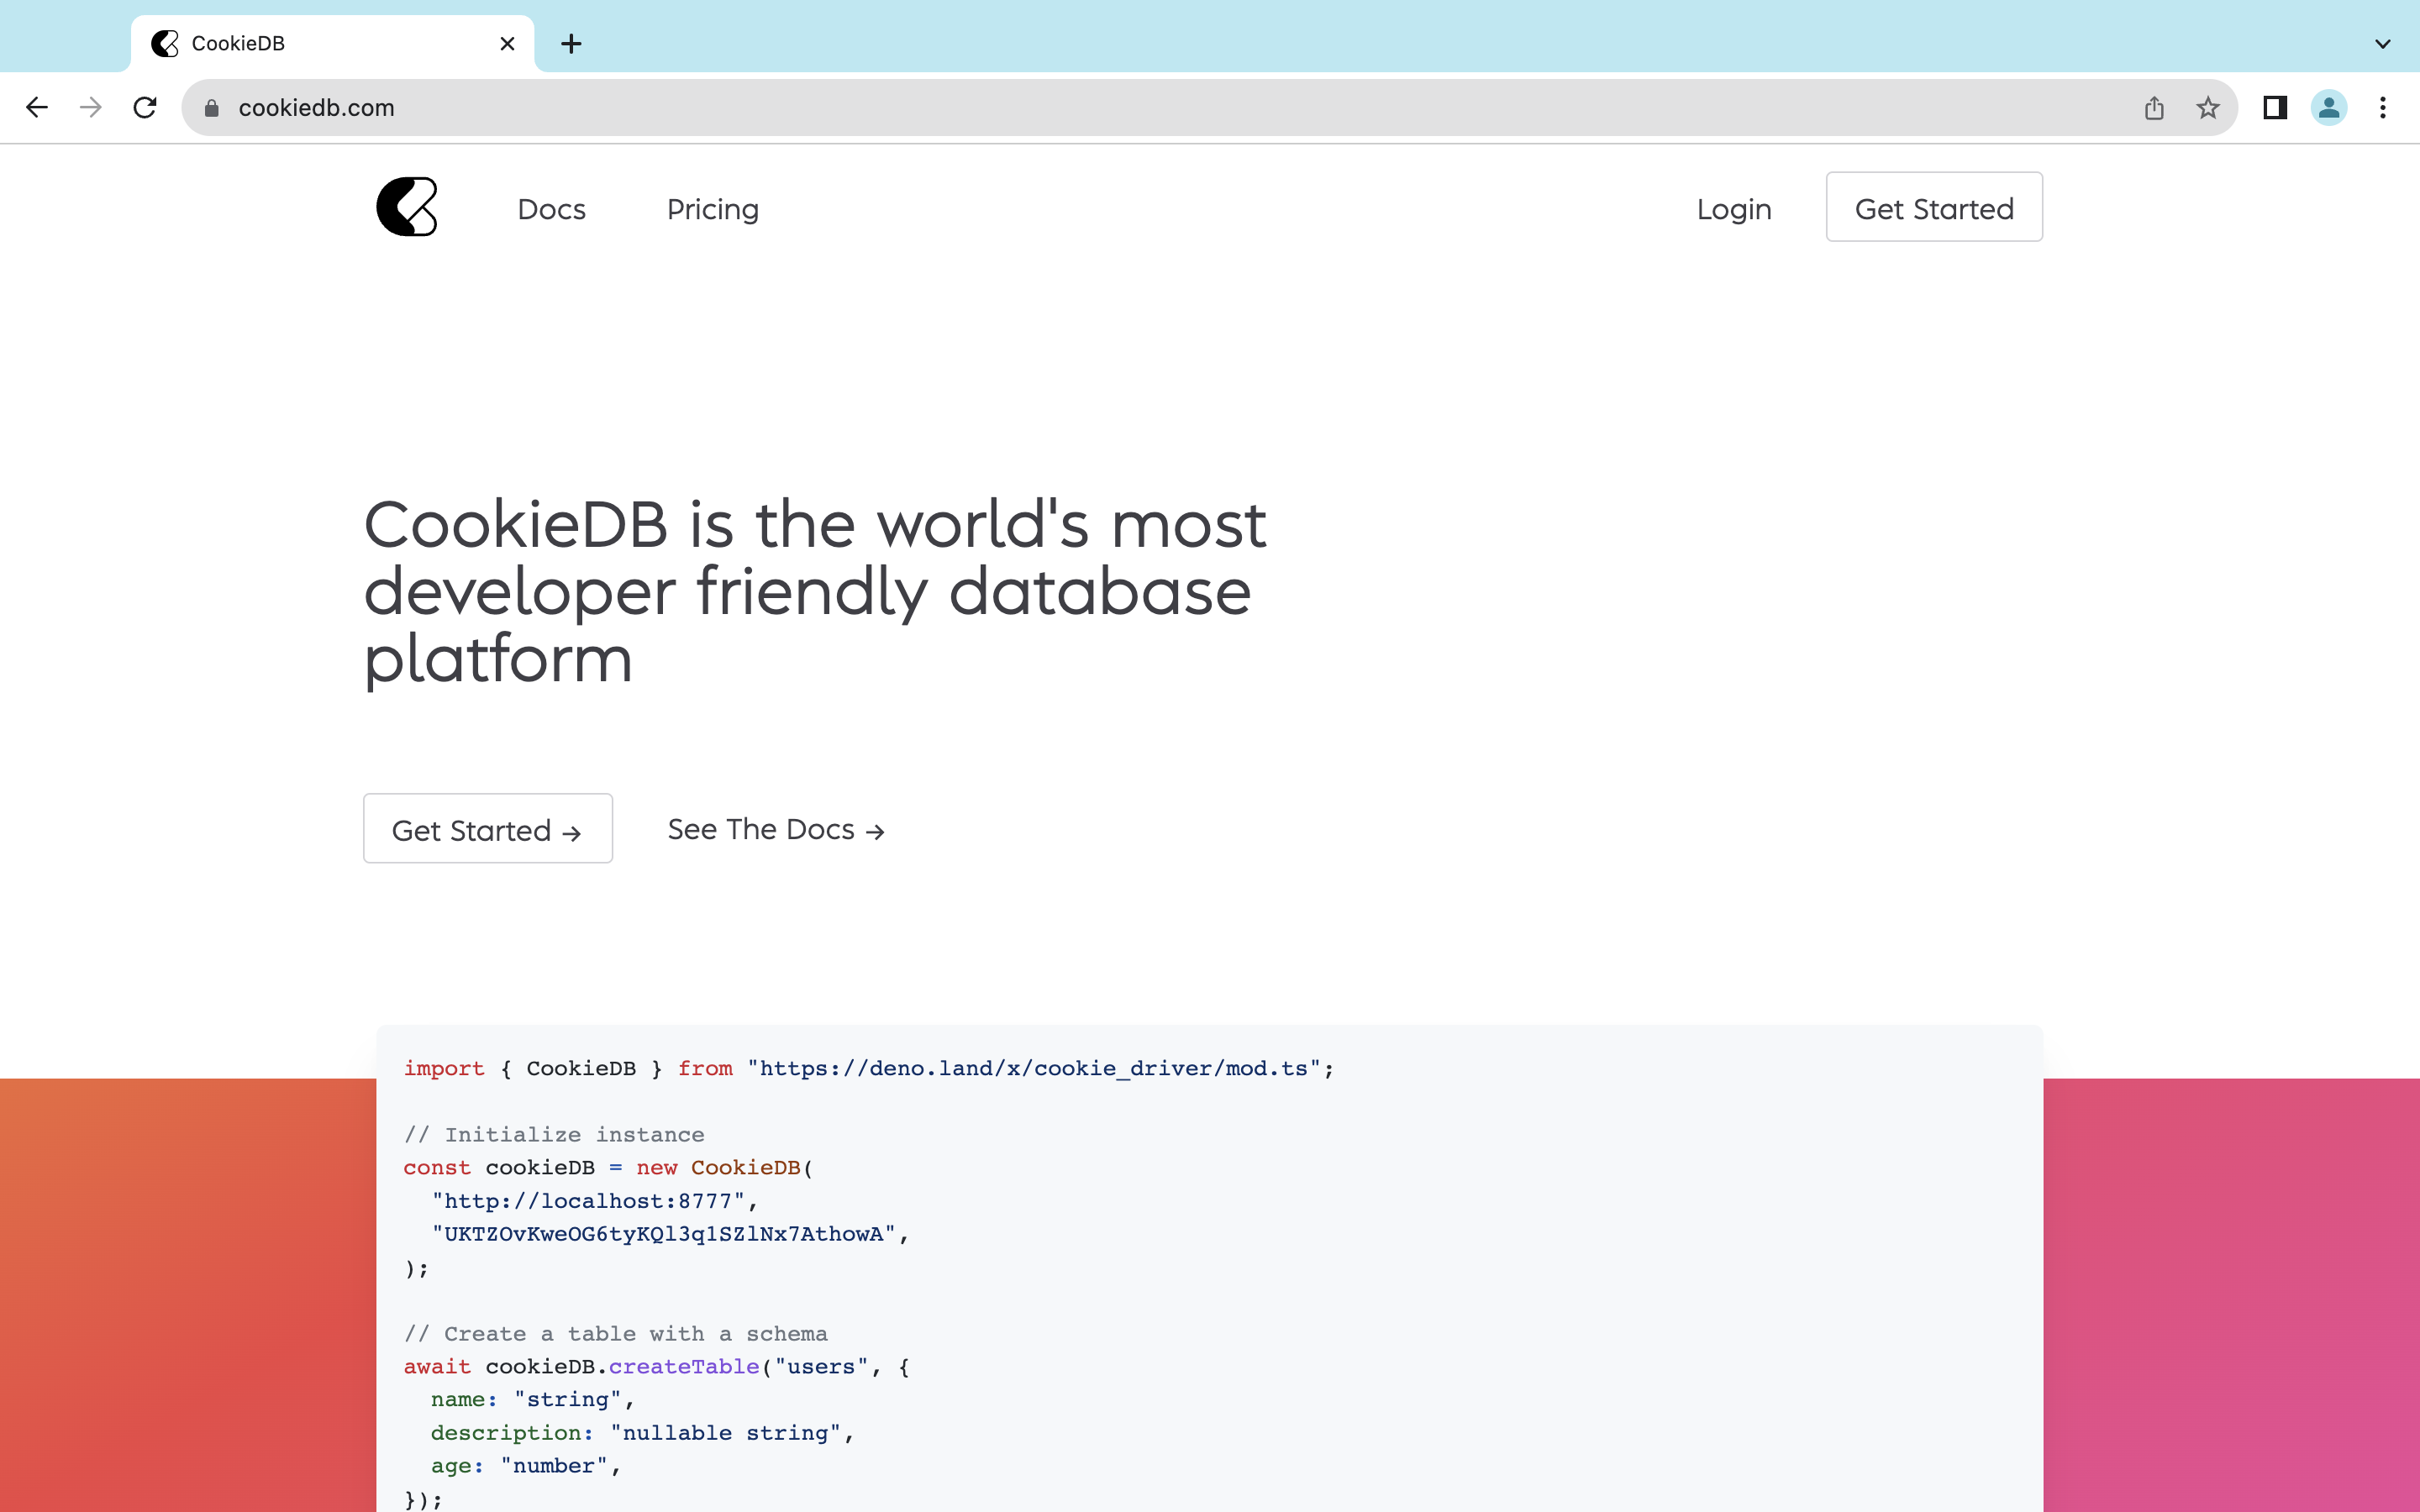 CookieDB
cookiedb.com
Docs
Pricing
Login
Get Started
CookieDB is the world's most
developer friendly database
platform
Get Started →
See The Docs →
import { CookieDB } from "https://deno.land/x/cookie_driver/mod.ts";
// Initialize instance
const cookieDB = new CookieDB(
"http://localhost:8777",
"UKTZOvKweOG6tyKQl3q1SZlNx7AthowA",
);
// Create a table with a schema
await cookieDB.createTable("users", {
name: "string",
description: "nullable string",
age: "number",
});